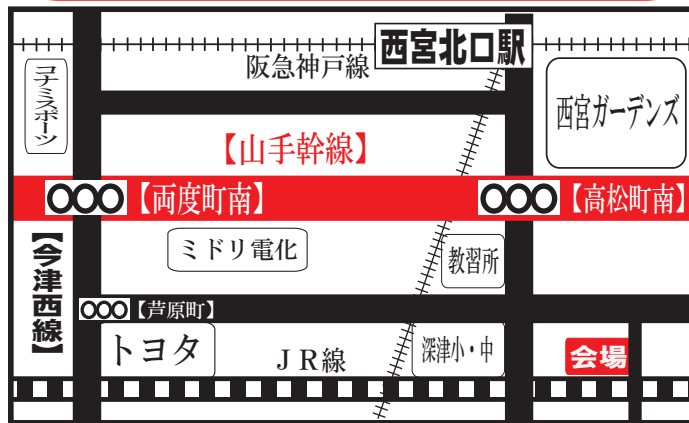 西宮北口駅
阪急神戸線
コナミスポーツ
西宮ガーデンズ
【山手幹線】
【両度町南】
【高松町南】
【今津西線】
ミドリ電化
教習所
【芦原町】
トヨタ
JR線
深津小・中
会場